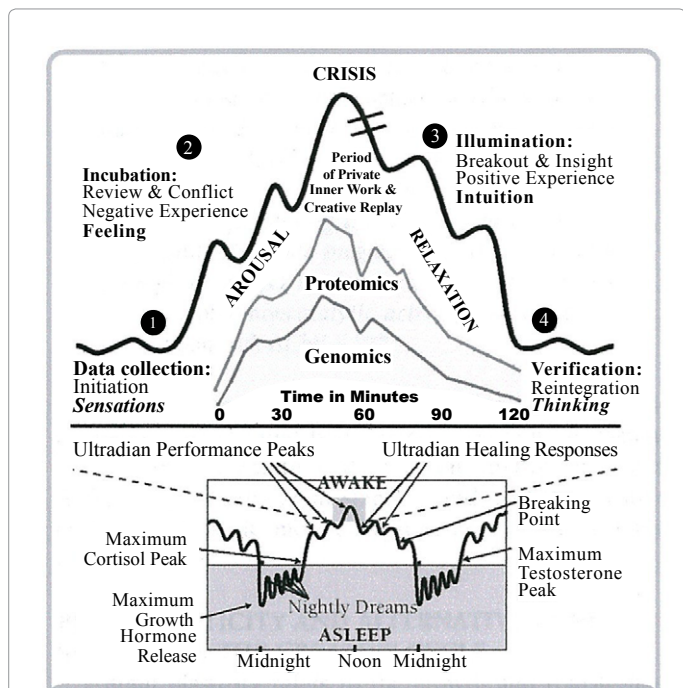 CRISIS
2
3
Incubation:
Review & Conflict
Negative Experience
Feeling
Period
of Private
Inner Work &
Creative Replay
Illumination:
Breakout & Insight
Positive Experience
Intuition
AROUSAL
RELAXATION
Proteomics
Genomics
1
4
Data collection:
Initiation
Sensations
Verification:
Reintegration
Thinking
Time in Minutes
0 30 60 90 120
Ultradian Performance Peaks
Ultradian Healing Responses
AWAKE
Maximum
Cortisol Peak
Breaking
Point
Maximum
Testosterone
Peak
Maximum
Growth
Hormone
Release
Nightly Dreams
ASLEEP
Midnight Noon Midnight